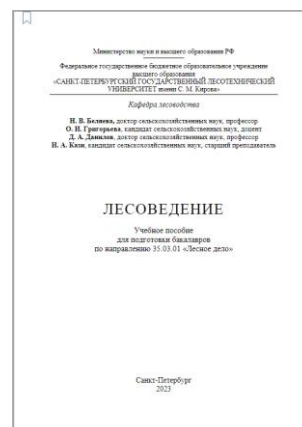 Министерство науки и высшего образования РФ
Федеральное государственное бюджетное образовательное учреждение
высшего образования
«САНКТ-ПЕТЕРБУРГСКИЙ ГОСУДАРСТВЕННЫЙ ЛЕСОТЕХНИЧЕСКИЙ
УНИВЕРСИТЕТ имени С. М. Кирова»
Кафедра лесоводства
Н. В. Беляева, доктор сельскохозяйственных наук, профессор
О. И. Григорьева, кандидат сельскохозяйственных наук, доцент
Д. А. Данилов, доктор сельскохозяйственных наук, профессор
И. А. Кази, кандидат сельскохозяйственных наук, старший преподаватель
ЛЕСОВЕДЕНИЕ
Учебное пособие
для подготовки бакалавров
по направлению 35.03.01 «Лесное дело»
Санкт-Петербург
2023